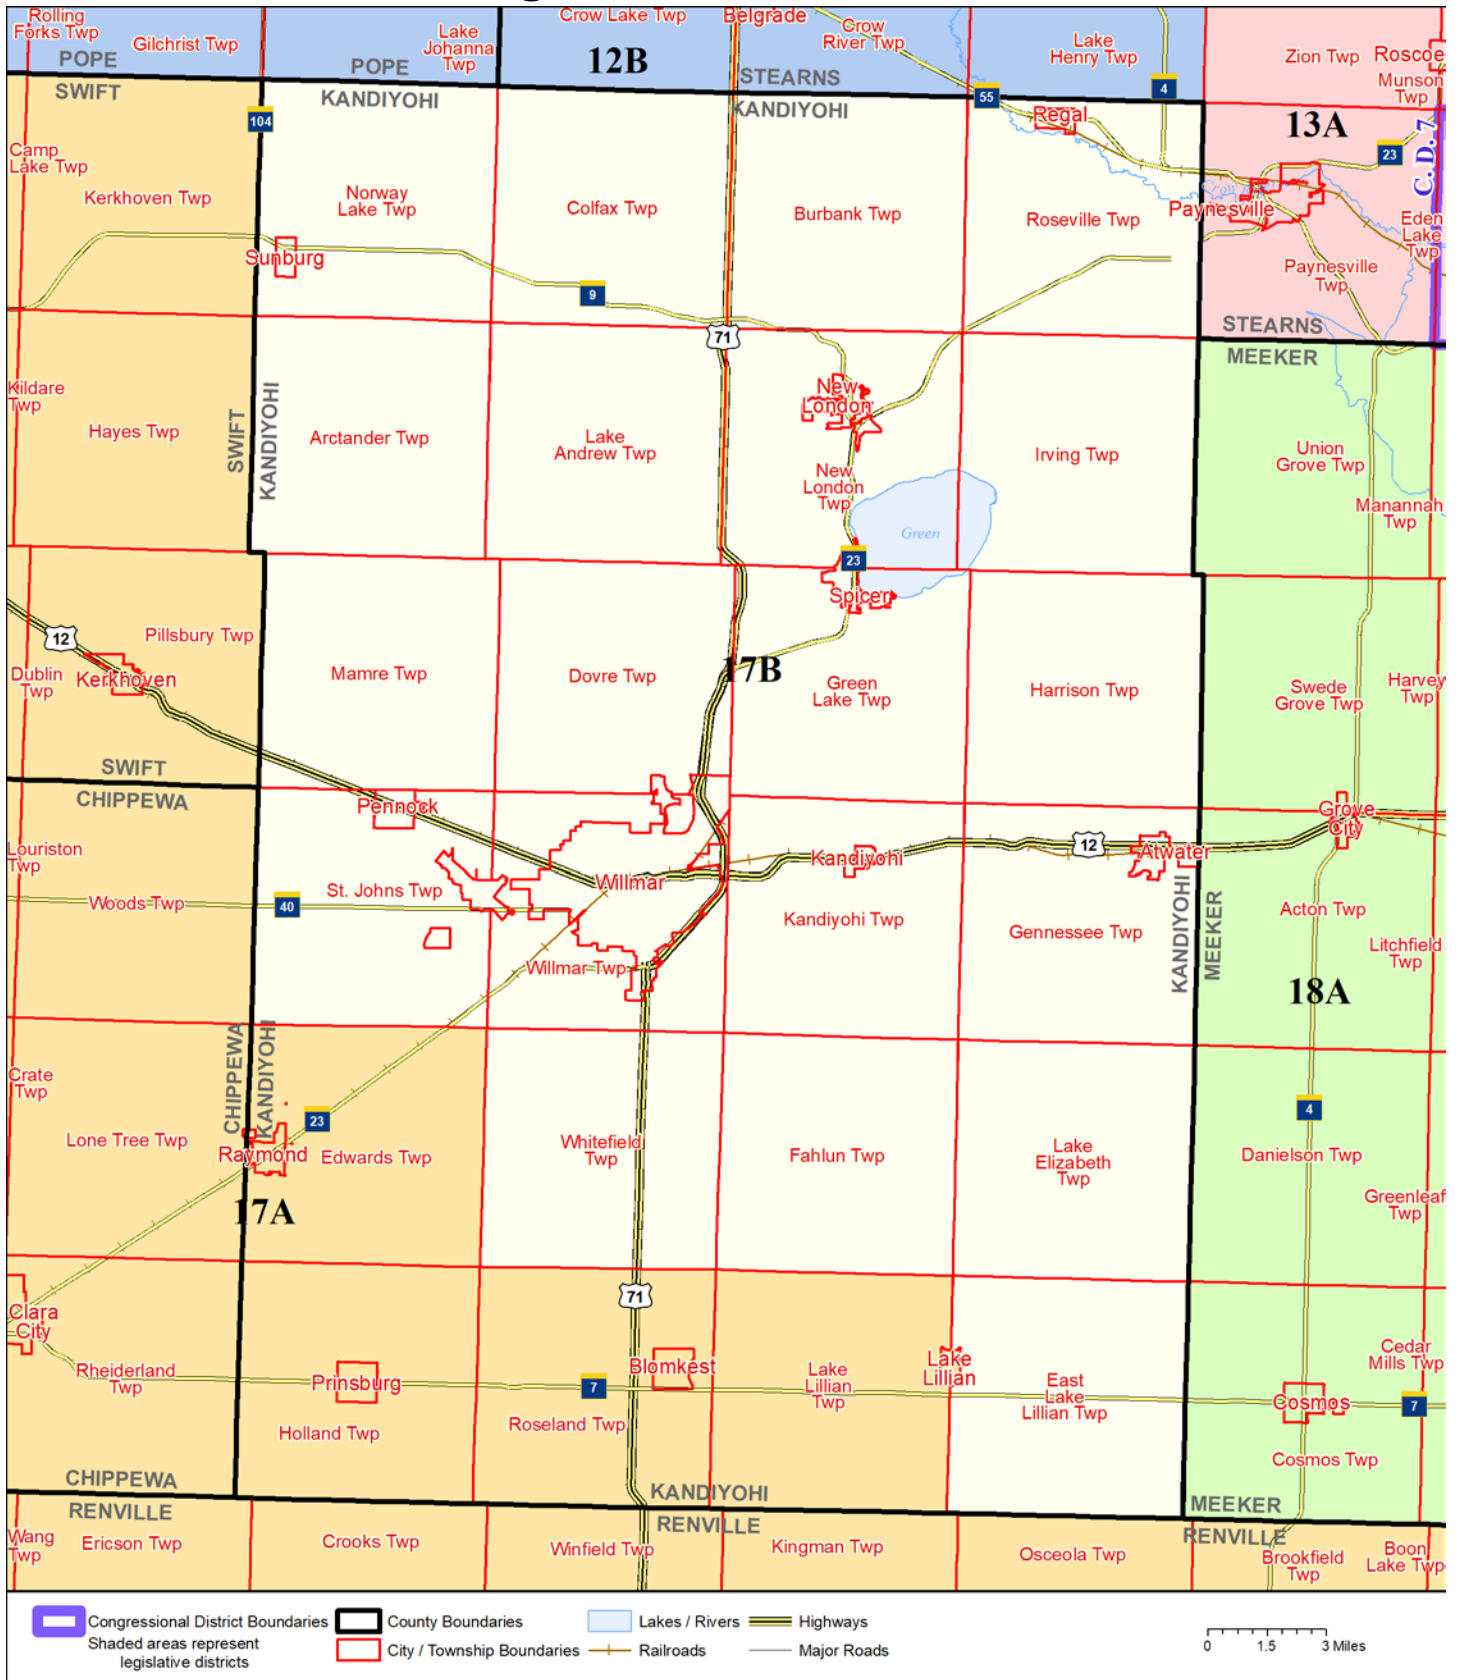 Rolling
Forks Twp
Gilchrist Twp
Lake
Johanna
Twp
Crow Lake Twp
Belgrade
Crow
River Twp
Lake
Henry Twp
Zion Twp
Roscoe
Munson
Twp
POPE
POPE
12B
STEARNS
4
SWIFT
KANDIYOHI
KANDIYOHI
55
Regal
13A
23
C. D. 7
104
Camp
Lake Twp
Kerkhoven Twp
Norway
Lake Twp
Colfax Twp
Burbank Twp
Roseville Twp
Crow River
Paynesville
Eden
Lake
Twp
Sunburg
Paynesville
Twp
9
71
STEARNS
MEEKER
Kildare
Twp
Hayes Twp
SWIFT
KANDIYOHI
Arctander Twp
Lake
Andrew Twp
New
London
New
London
Twp
Irving Twp
Union
Grove Twp
Manannah
Twp
Green
23
Spicer
12
Pillsbury Twp
Dublin
Twp
Kerkhoven
Mamre Twp
Dovre Twp
17B
Green
Lake Twp
Harrison Twp
Swede
Grove Twp
Harvey
Twp
SWIFT
CHIPPEWA
Pennock
Grove
City
Louriston
Twp
Woods Twp
40
St. Johns Twp
Willmar
Kandiyohi
12
Atwater
Kandiyohi Twp
Gennessee Twp
KANDIYOHI
MEEKER
Acton Twp
Litchfield
Twp
Willmar Twp
18A
CHIPPEWA
KANDIYOHI
Crate
Twp
Lone Tree Twp
23
Raymond
Edwards Twp
Whitefield
Twp
Fahlun Twp
Lake
Elizabeth
Twp
4
Danielson Twp
Greenleaf
Twp
17A
71
Clara
City
Rheiderland
Twp
Prinsburg
7
Blomkest
Lake
Lillian
Twp
Lake
Lillian
East
Lake
Lillian Twp
Cosmos
Cedar
Mills Twp
7
Holland Twp
Roseland Twp
Cosmos Twp
CHIPPEWA
KANDIYOHI
MEEKER
RENVILLE
RENVILLE
RENVILLE
Wang
Twp
Ericson Twp
Crooks Twp
Winfield Twp
Kingman Twp
Osceola Twp
Brookfield
Twp
Boon
Lake Twp
Congressional District Boundaries
County Boundaries
Lakes / Rivers
Highways
Shaded areas represent
legislative districts
City / Township Boundaries
Railroads
Major Roads
0 1.5 3 Miles